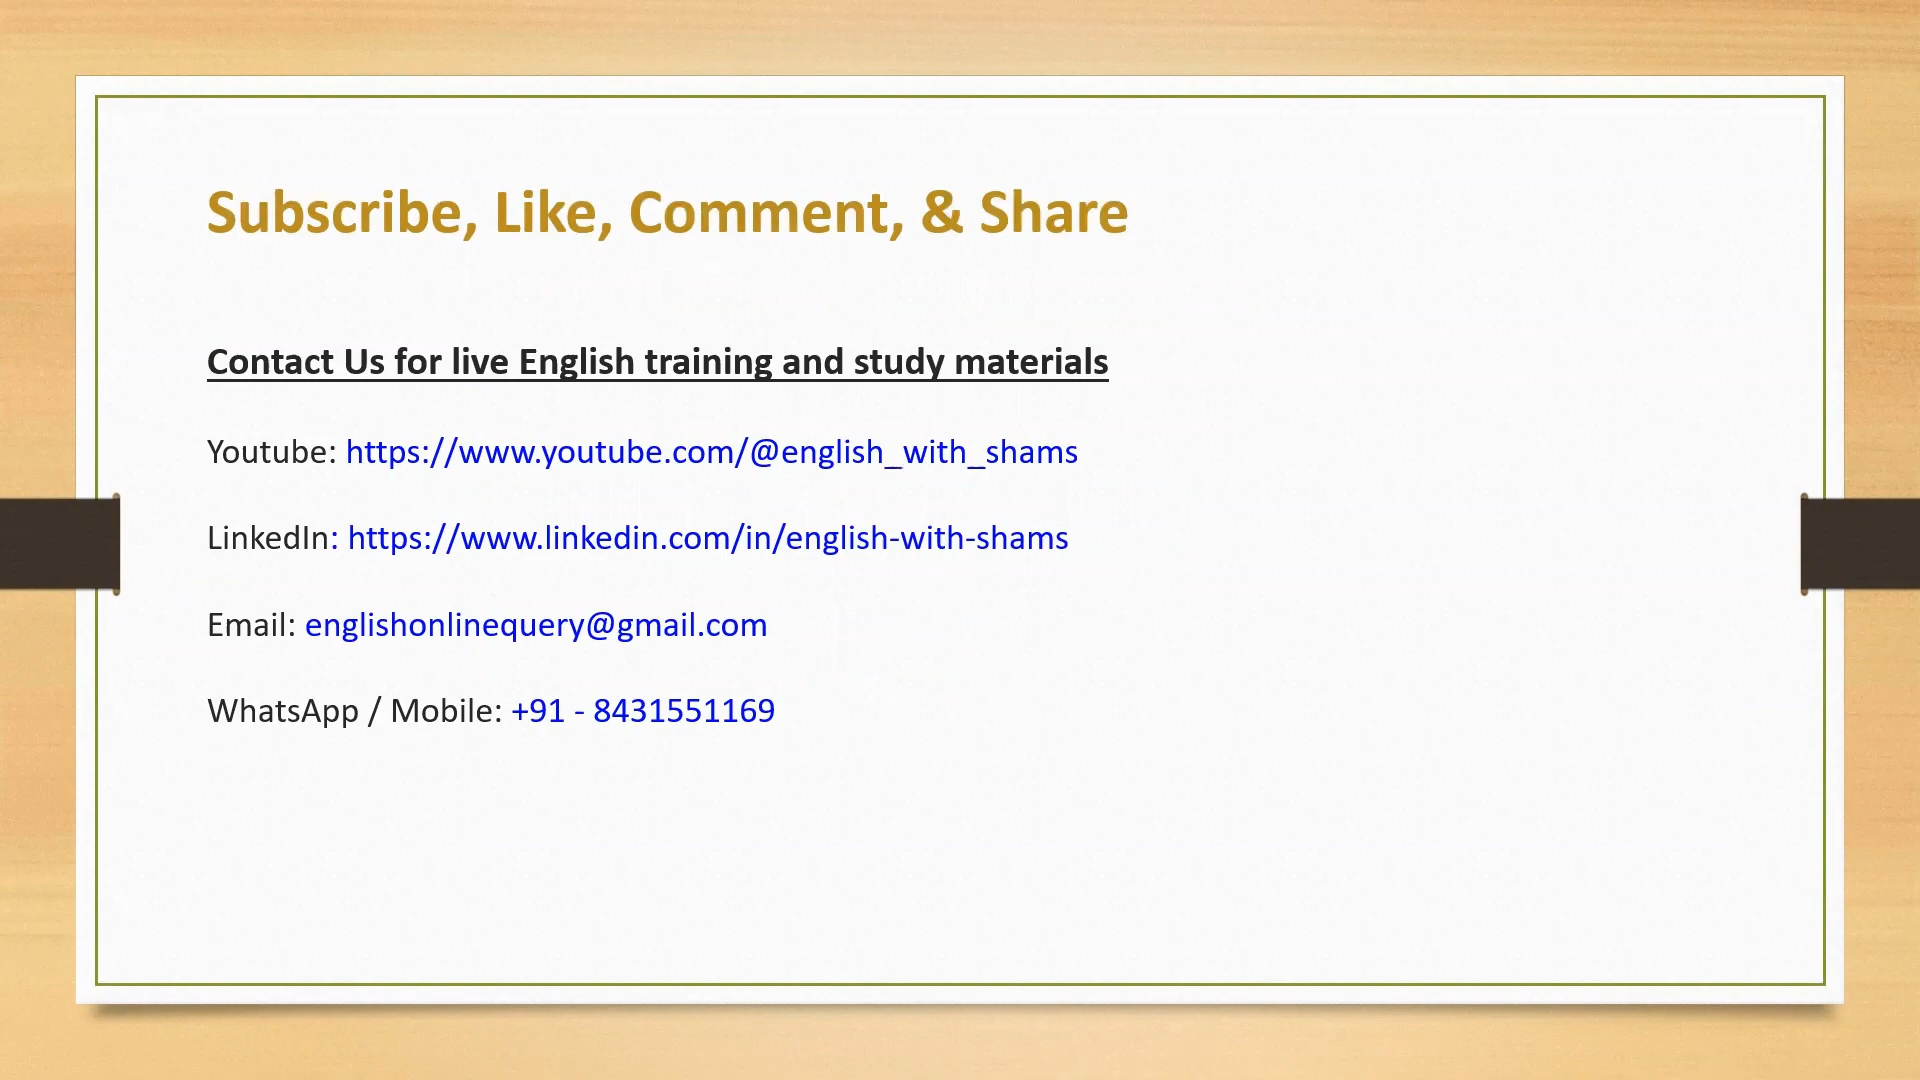 Subscribe, Like, Comment, & Share
Contact Us for live English training and study materials
Youtube: https://www.youtube.com/@english_with_shams
LinkedIn: https://www.linkedin.com/in/english-with-shams
Email: englishonlinequery@gmail.com
WhatsApp / Mobile: +91 - 8431551169